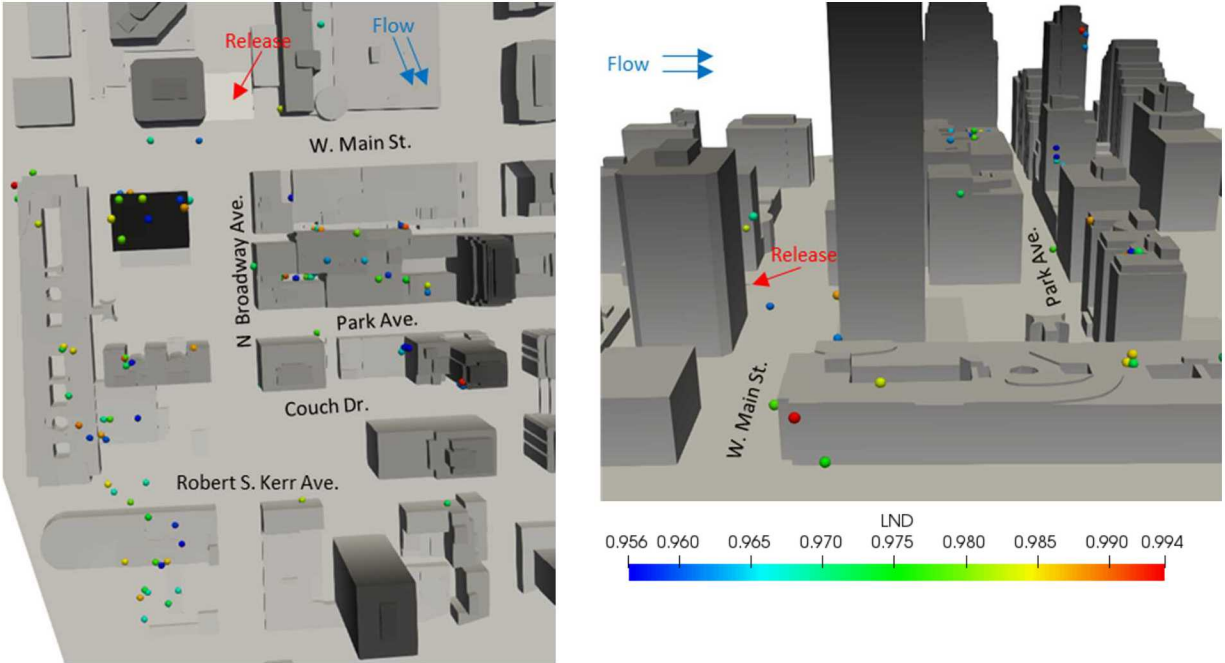 Flow
Release
W. Main St.
N Broadway Ave.
Park Ave.
Couch Dr.
Robert S. Kerr Ave.
Flow
Release
Park Ave.
W. Main St.
LND
0.956 0.960 0.965 0.970 0.975 0.980 0.985 0.990 0.994